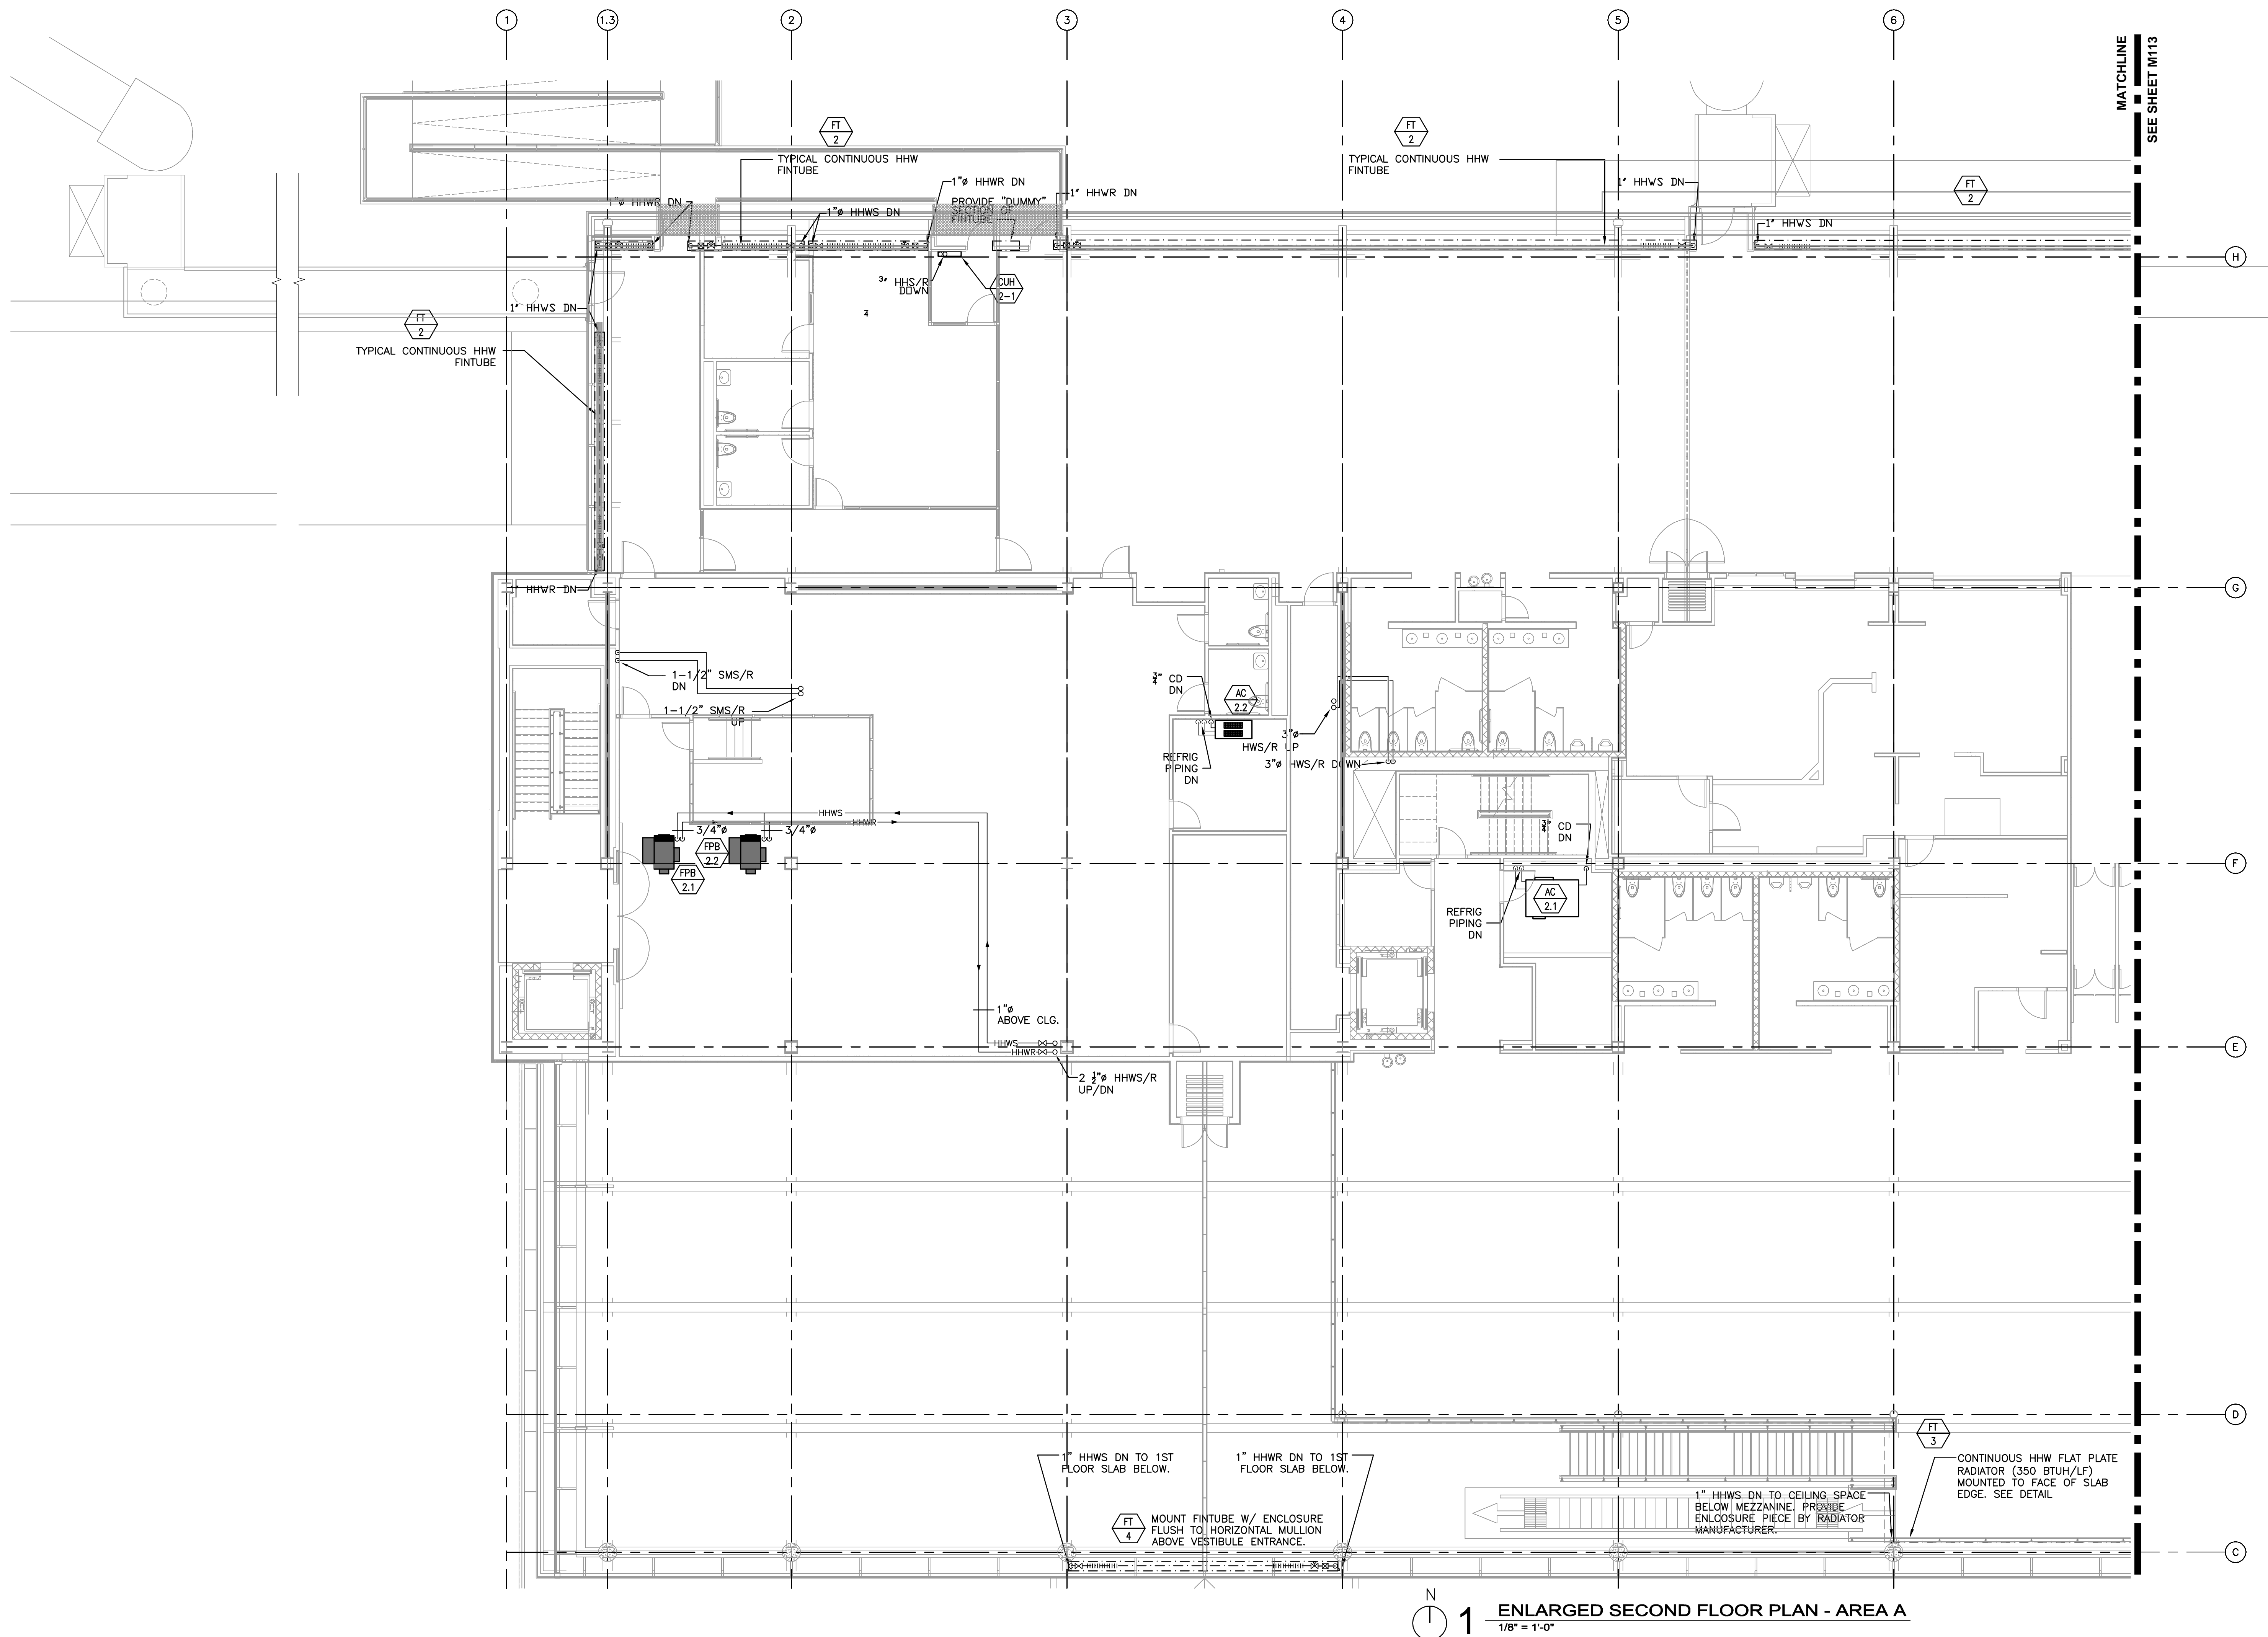 1
1.3
2
3
4
5
6
MATCHLINE
SEE SHEET M113
FT
2
TYPICAL CONTINUOUS HHW
FINTUBE
FT
2
TYPICAL CONTINUOUS HHW
FINTUBE
1"ø HHWR DN
1"ø HHWR DN
PROVIDE "DUMMY"
SECTION OF
FINTUBE
1"ø HHWS DN
1" HHWR DN
1" HHWS DN
FT
2
1" HHWS DN
H
HHS/R
DOWN
CUH
2-1
1" HHWS DN
FT
2
TYPICAL CONTINUOUS HHW
FINTUBE
1" HHWR DN
G
1-1/2" SMS/R
DN
1-1/2" SMS/R
UP
3/4" CD
DN
AC
2.2
REFRIG
PIPING
DN
3"ø
HWS/R UP
3"ø HWS/R DOWN
HHWS
HHWR
3/4"ø
3/4"ø
FPB
2.2
FPB
2.1
CD
DN
F
AC
2.1
REFRIG
PIPING
DN
1"ø
ABOVE CLG.
HHWS
HHWR
E
2 1/2"ø HHWS/R
UP/DN
D
1" HHWS DN TO 1ST
FLOOR SLAB BELOW.
1" HHWR DN TO 1ST
FLOOR SLAB BELOW.
FT
3
CONTINUOUS HHW FLAT PLATE
RADIATOR (350 BTUH/LF)
MOUNTED TO FACE OF SLAB
EDGE. SEE DETAIL
1" HHWS DN TO CEILING SPACE
BELOW MEZZANINE. PROVIDE
ENLCOSURE PIECE BY RADIATOR
MANUFACTURER.
FT
4
MOUNT FINTUBE W/ ENCLOSURE
FLUSH TO HORIZONTAL MULLION
ABOVE VESTIBULE ENTRANCE.
C
N
1
ENLARGED SECOND FLOOR PLAN - AREA A
1/8" = 1'-0"